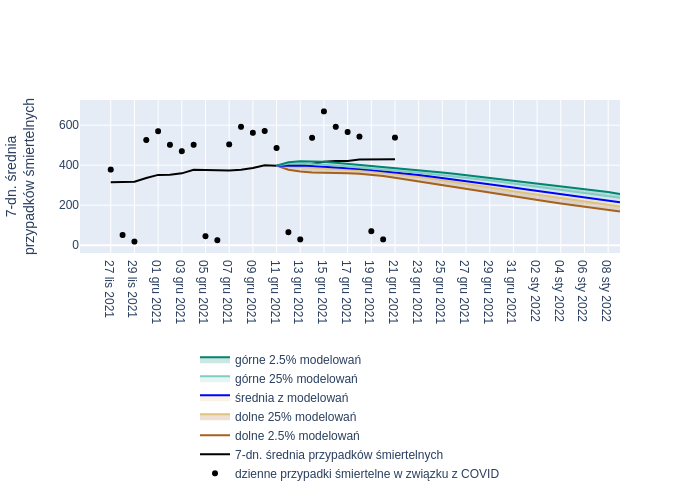 7-dn. średnia
przypadków śmiertelnych
600
400
200
0
27 lis 2021
29 lis 2021
01 gru 2021
03 gru 2021
05 gru 2021
07 gru 2021
09 gru 2021
11 gru 2021
13 gru 2021
15 gru 2021
17 gru 2021
19 gru 2021
21 gru 2021
23 gru 2021
25 gru 2021
27 gru 2021
29 gru 2021
31 gru 2021
02 sty 2022
04 sty 2022
06 sty 2022
08 sty 2022
górne 2.5% modelowań
górne 25% modelowań
średnia z modelowań
dolne 25% modelowań
dolne 2.5% modelowań
7-dn. średnia przypadków śmiertelnych
dzienne przypadki śmiertelne w związku z COVID